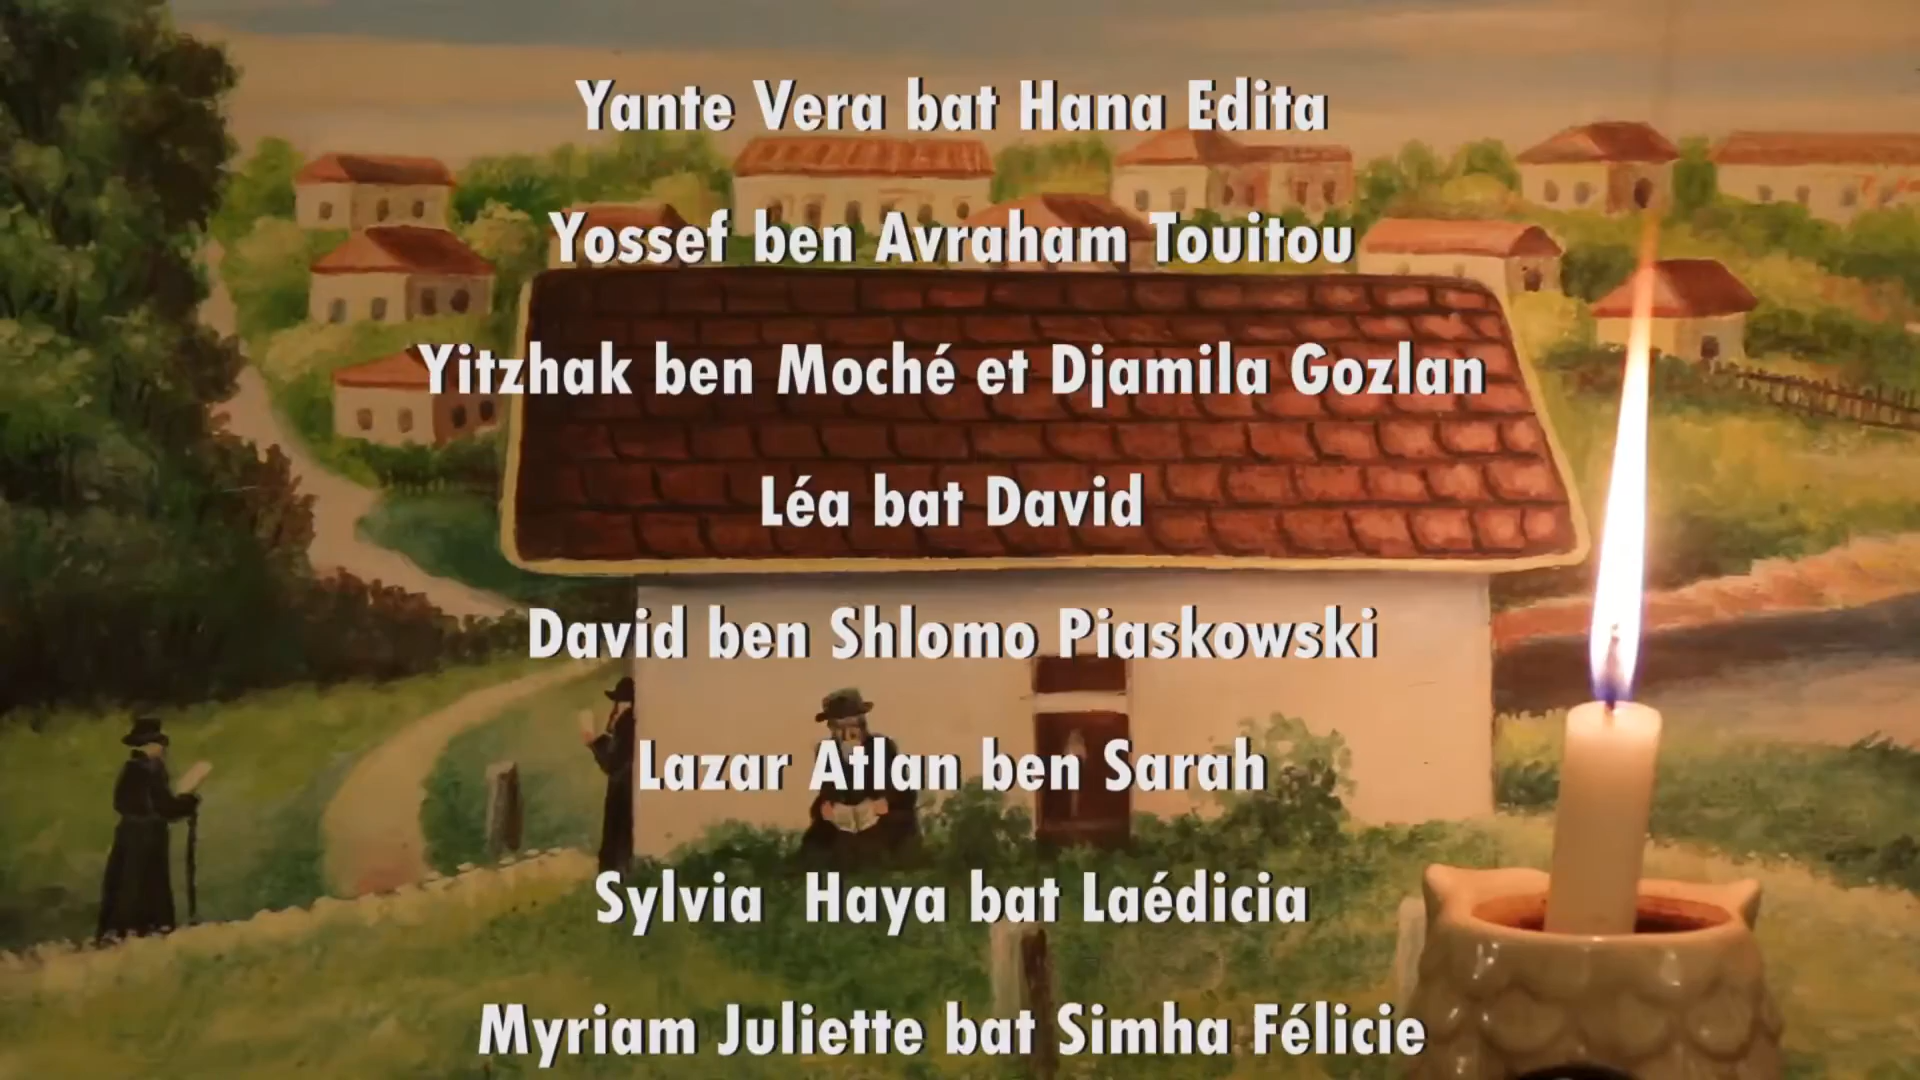 Yante Vera bat Hana Edita
Yossef ben Avraham Touitou
Yitzhak ben Moché et Djamila Gozlan
Léa bat David
David ben Shlomo Piaskowski
Lazar Atlan ben Sarah
Sylvia  Haya bat Laédicia
Myriam Juliette bat Simha Félicie